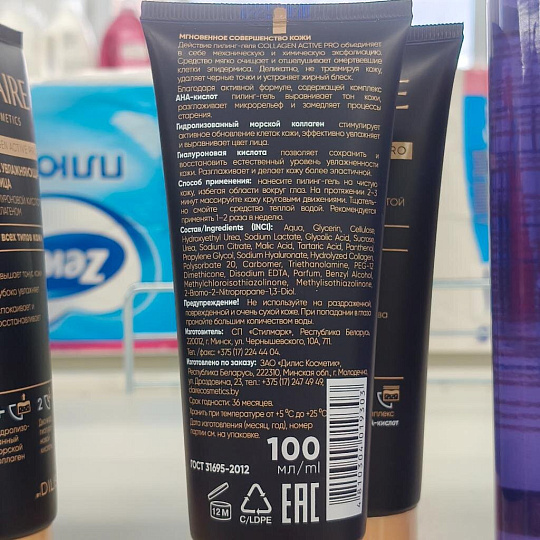 МГНОВЕННОЕ СОВЕРШЕНСТВО КОЖИ
Действие пилинг-геля COLLAGEN ACTIVE PRO объединяет
в себе механическую и химическую эксфолиацию.
Средство мягко очищает и отшелушивает омертвевшие
клетки эпидермиса. Деликатно, не травмируя кожу,
удаляет черные точки и устраняет жирный блеск.
Благодаря активной формуле, содержащей комплекс
АНА-кислот пилинг-гель выравнивает тон кожи,
разглаживает микрорельеф и замедляет процессы
старения.
Гидролизованный морской коллаген стимулирует
активное обновление клеток кожи, эффективно увлажняет
и выравнивает цвет лица.
Гиалуроновая кислота позволяет сохранить и
восстановить естественный уровень увлажненности
кожи. Разглаживает и делает кожу более эластичной.
Способ применения: нанесите пилинг-гель на чистую
кожу, избегая области вокруг глаз. На протяжении 2-3
минут массируйте кожу круговыми движениями. Тщатель-
но смойте средство теплой водой. Рекомендуется
применять 1-2 раза в неделю.
Состав/Ingredients (INCI): Aqua, Glycerin, Cellulose,
Hydroxyethyl Urea, Sodium Lactate, Glycolic Acid, Sucrose,
Urea, Sodium Citrate, Malic Acid, Tartaric Acid, Panthenol,
Propylene Glycol, Sodium Hyaluronate, Hydrolyzed Collagen,
Polysorbate 20, Carbomer, Triethanolamine, PEG-12
Dimethicone, Disodium EDTA, Parfum, Benzyl Alcohol,
Methylchloroisothiazolinone, Methylisothiazolinone,
2-Bromo-2-Nitropropane-1,3-Diol.
Предупреждение! Не используйте на раздраженной,
поврежденной и очень сухой коже. При попадании в глаза
промойте большим количеством воды.
Изготовитель: СП «Стилмарк», Республика Беларусь,
220012, г. Минск, ул. Чернышевского, 10А, 711.
Тел. /факс: +375 (17) 224 44 04.
Изготовлено по заказу: ЗАО «Дилис Косметик»,
Республика Беларусь, 222310, Минская обл., г. Молодечно,
ул. Дроздовича, 23, тел.: +375 (17) 247 49 49,
dairecosmetics.by
Срок годности: 36 месяцев.
Хранить при температуре от +5 °С до +25 °С
Дата изготовления (месяц, год), номер
партии см. на упаковке.
100
мл/ml
ГОСТ 31695-2012
12 M
C/LDPE
EAC
4810304019303
AIRE
METICS
Zewa
плюс
PRO